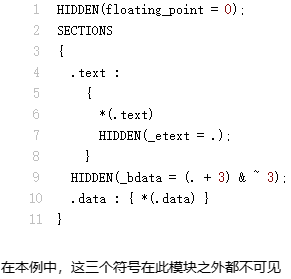 1 HIDDEN(floating_point = 0);
2 SECTIONS
3 {
4 .text :
5 {
6 *(.text)
7 HIDDEN(_etext = .);
8 }
9 HIDDEN(_bdata = (. + 3) & ~ 3);
10 .data : { *(.data) }
11 }
在本例中，这三个符号在此模块之外都不可见